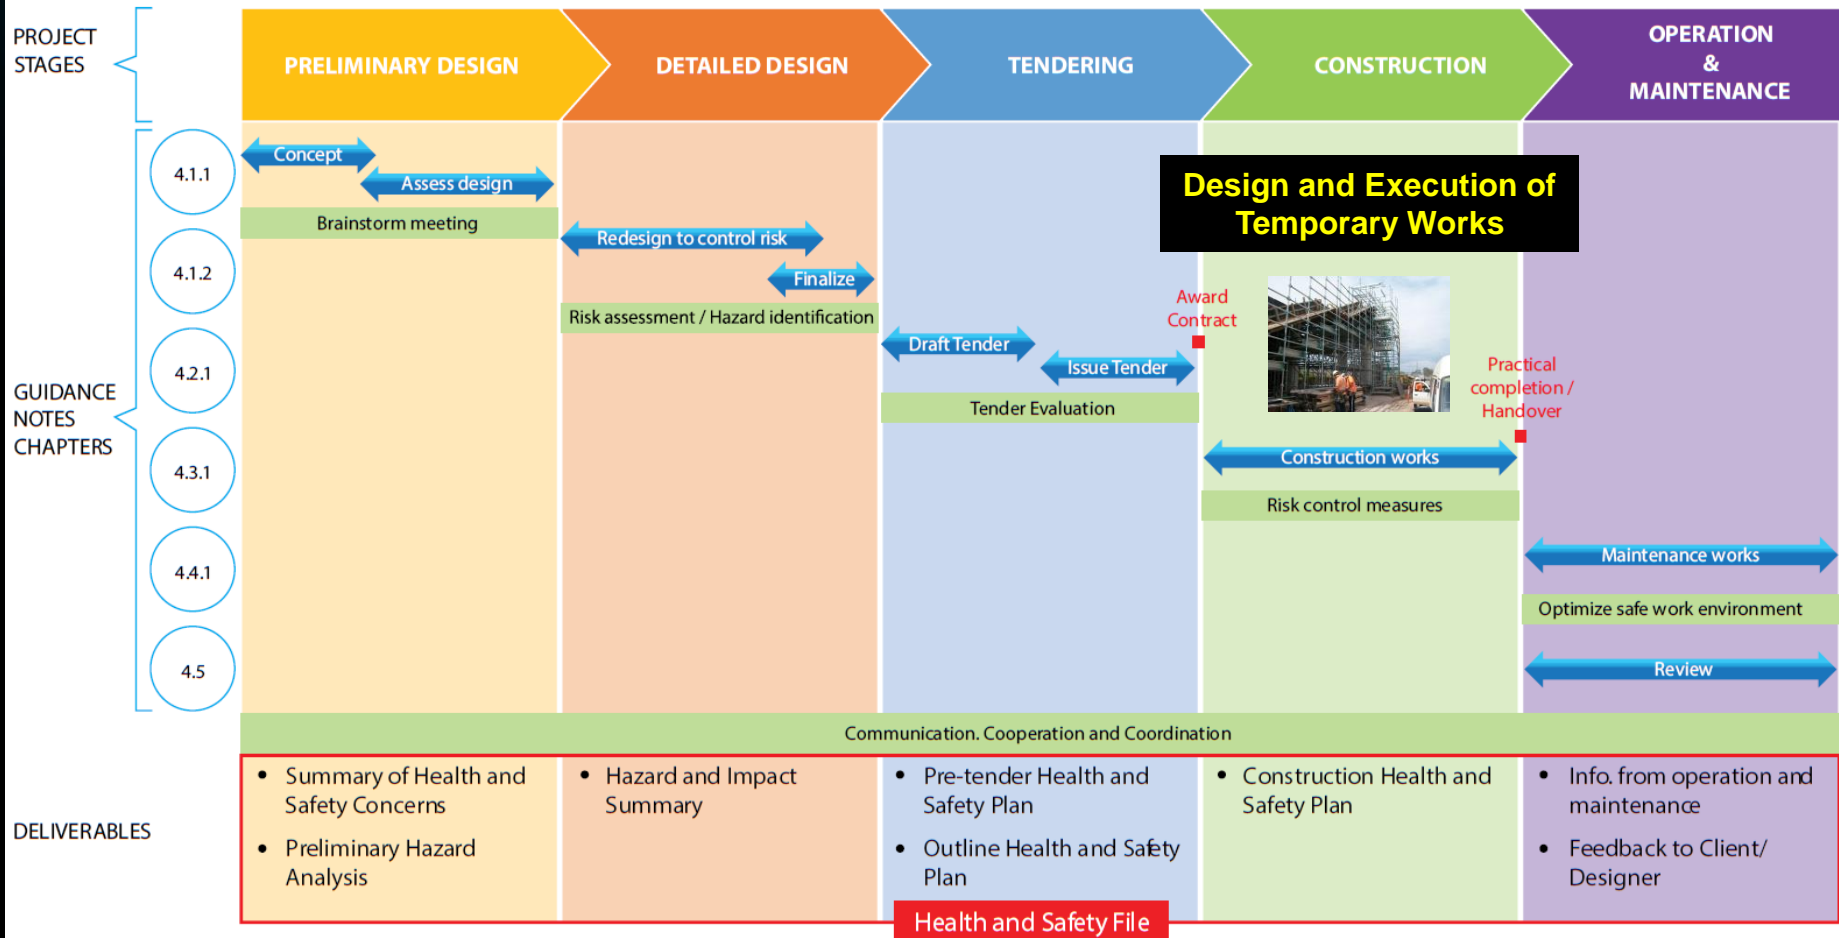 PROJECT
STAGES
PRELIMINARY DESIGN
DETAILED DESIGN
TENDERING
CONSTRUCTION
OPERATION
&
MAINTENANCE
GUIDANCE
NOTES
CHAPTERS
4.1.1
4.1.2
4.2.1
4.3.1
4.4.1
4.5
Concept
Assess design
Brainstorm meeting
Redesign to control risk
Finalize
Risk assessment / Hazard identification
Draft Tender
Issue Tender
Tender Evaluation
Award
Contract
Design and Execution of
Temporary Works
Practical
completion /
Handover
Construction works
Risk control measures
Maintenance works
Optimize safe work environment
Review
Communication. Cooperation and Coordination
DELIVERABLES
• Summary of Health and
Safety Concerns
• Preliminary Hazard
Analysis
• Hazard and Impact
Summary
• Pre-tender Health and
Safety Plan
• Outline Health and Safety
Plan
• Construction Health and
Safety Plan
• Info. from operation and
maintenance
• Feedback to Client/
Designer
Health and Safety File